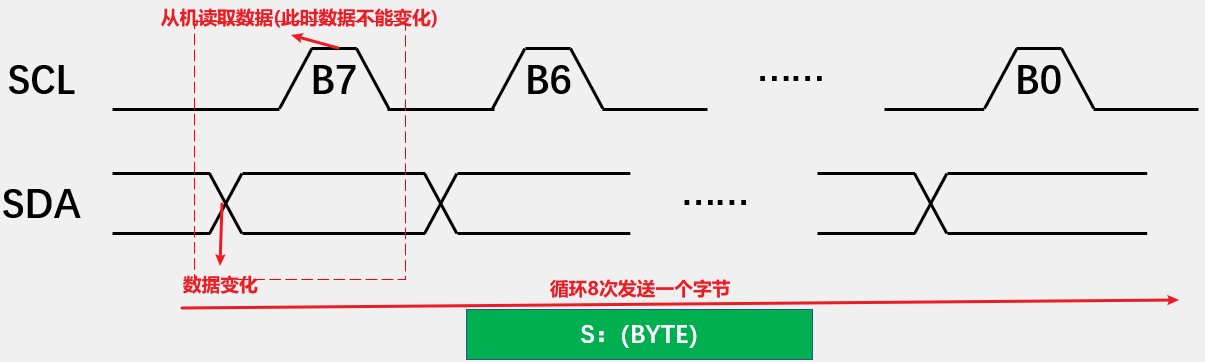 从机读取数据(此时数据不能变化)
SCL
B7
B6
……
B0
SDA
……
数据变化
循环8次发送一个字节
S：(BYTE)